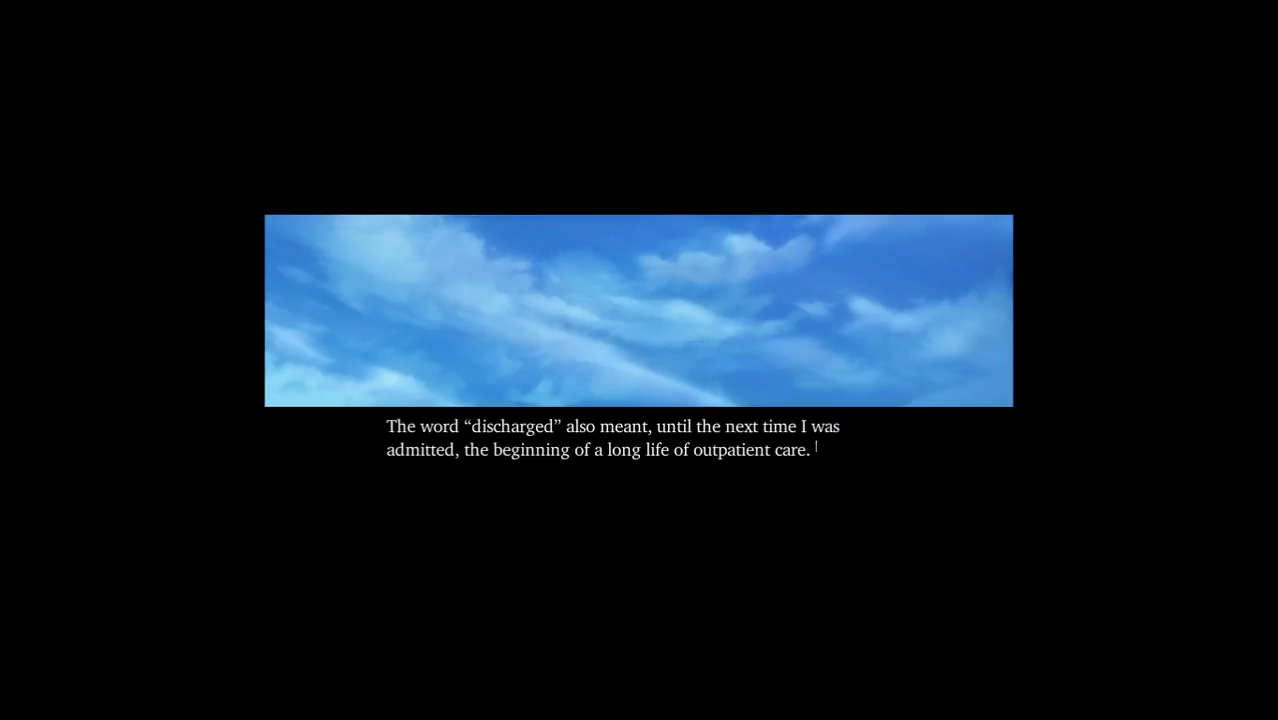 The word “discharged” also meant, until the next time I was
admitted, the beginning of a long life of outpatient care.